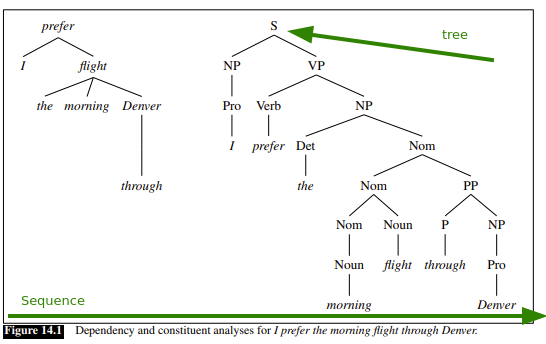 prefer S tree
I flight NP VP
the morning Denver Pro Verb NP
I prefer Det Nom
through the Nom PP
Nom Noun P NP
Noun flight through Pro
Sequence
morning Denver
Figure 14.1 Dependency and constituent analyses for I prefer the morning flight through Denver.